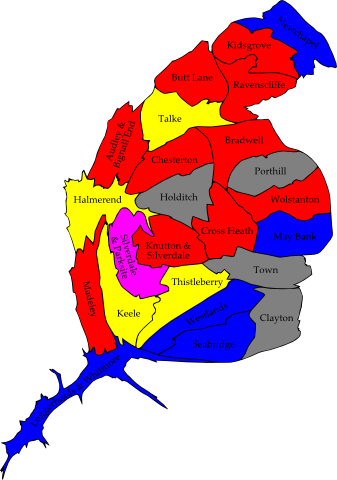 Newchapel
Kidsgrove
Butt Lane
Ravenscliffe
Talke
Audley &
Bignall End
Bradwell
Chesterton
Porthill
Halmerend
Holditch
Wolstanton
Cross Heath
May Bank
Silverdale
& Parksite
Knutton &
Silverdale
Town
Thistleberry
Madeley
Keele
Westlands
Clayton
Seabridge
Loggerheads & Whitmore